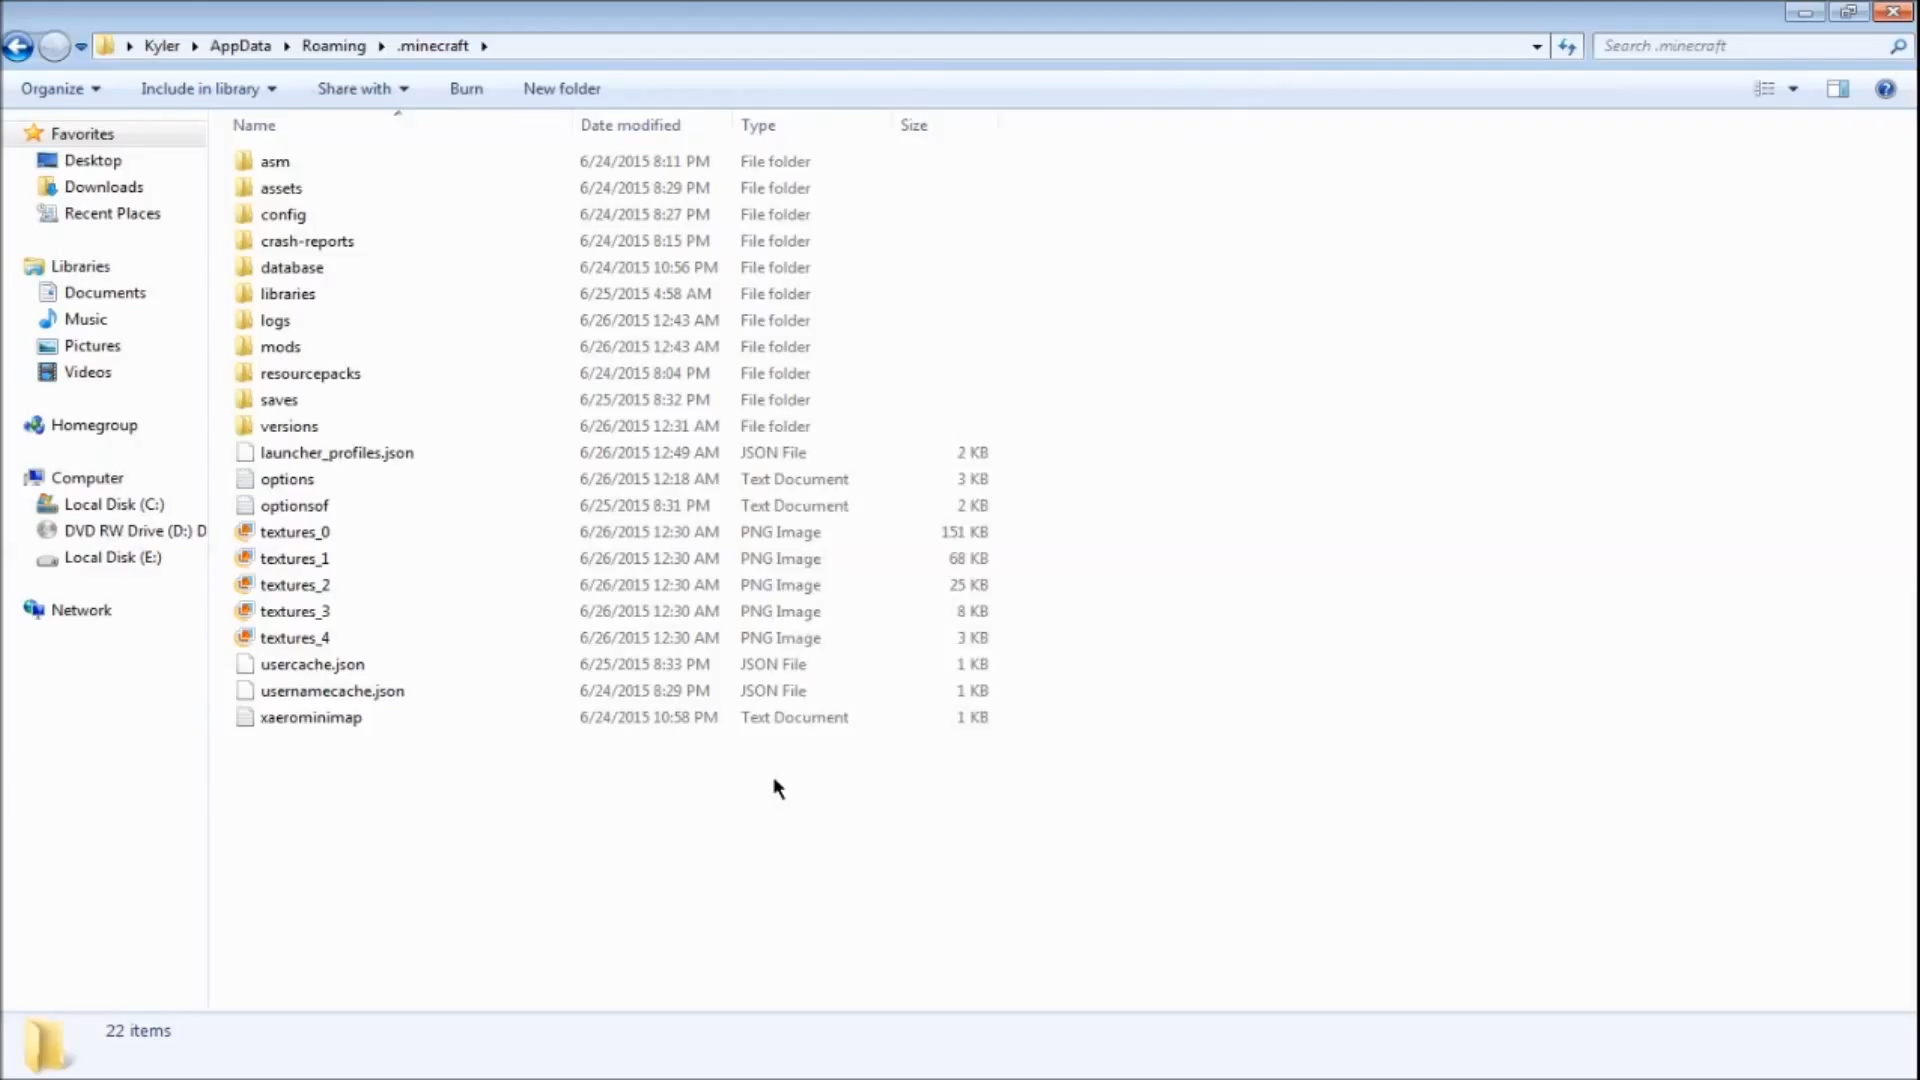 Kyler AppData Roaming .minecraft Search .minecraft
Organize Include in library Share with Burn New folder
Name Date modified Type Size
Favorites
Desktop
Downloads
Recent Places
Libraries
Documents
Music
Pictures
Videos
Homegroup
Computer
Local Disk (C:)
DVD RW Drive (D:) D
Local Disk (E:)
Network
asm 6/24/2015 8:11 PM File folder
assets 6/24/2015 8:29 PM File folder
config 6/24/2015 8:27 PM File folder
crash-reports 6/24/2015 8:15 PM File folder
database 6/24/2015 10:56 PM File folder
libraries 6/25/2015 4:58 AM File folder
logs 6/26/2015 12:43 AM File folder
mods 6/26/2015 12:43 AM File folder
resourcepacks 6/24/2015 8:04 PM File folder
saves 6/25/2015 8:32 PM File folder
versions 6/26/2015 12:31 AM File folder
launcher_profiles.json 6/26/2015 12:49 AM JSON File 2 KB
options 6/26/2015 12:18 AM Text Document 3 KB
optionsof 6/25/2015 8:31 PM Text Document 2 KB
textures_0 6/26/2015 12:30 AM PNG Image 151 KB
textures_1 6/26/2015 12:30 AM PNG Image 68 KB
textures_2 6/26/2015 12:30 AM PNG Image 25 KB
textures_3 6/26/2015 12:30 AM PNG Image 8 KB
textures_4 6/26/2015 12:30 AM PNG Image 3 KB
usercache.json 6/25/2015 8:33 PM JSON File 1 KB
usernamecache.json 6/24/2015 8:29 PM JSON File 1 KB
xaerominimap 6/24/2015 10:58 PM Text Document 1 KB
22 items